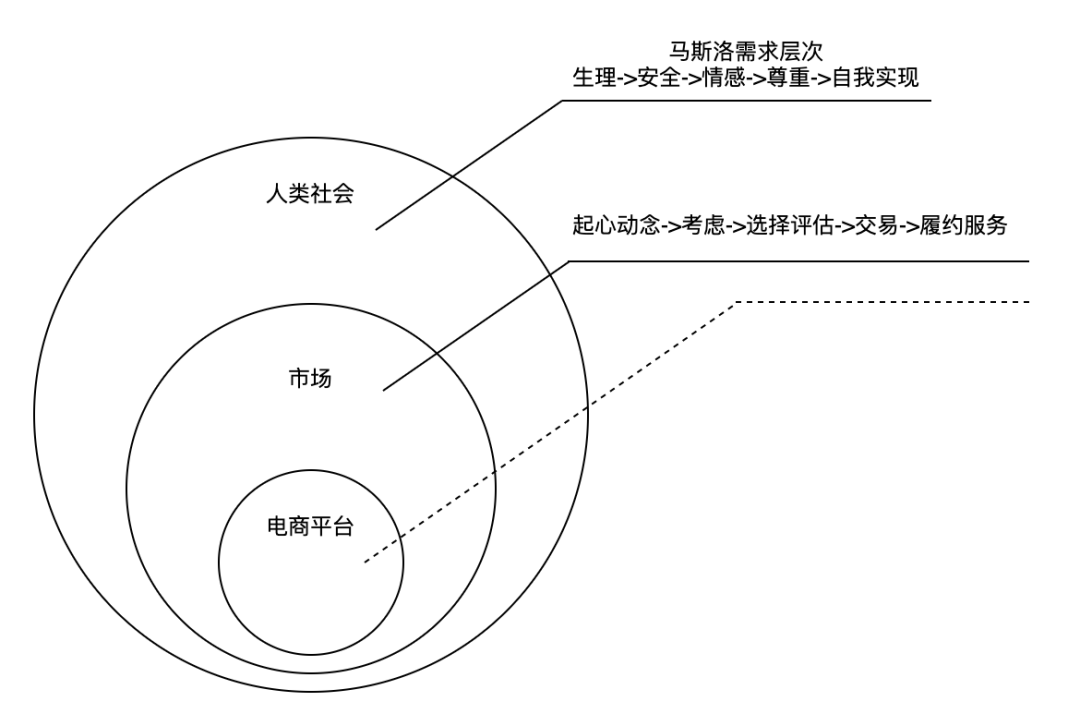 马斯洛需求层次
生理->安全->情感->尊重->自我实现
人类社会
起心动念->考虑->选择评估->交易->履约服务
市场
电商平台